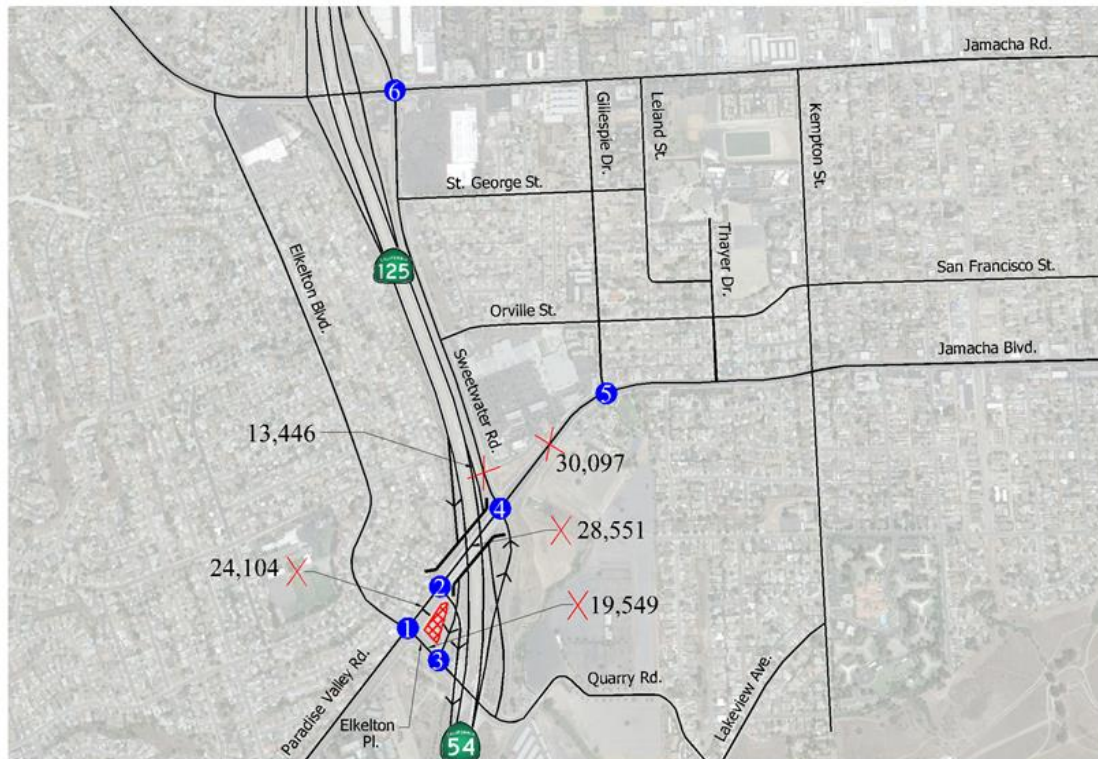 Jamacha Rd.
6
Gillespie Dr.
Leland St.
Kempton St.
St. George St.
Thayer Dr.
Elkelton Blvd.
CALIFORNIA
125
San Francisco St.
Orville St.
Jamacha Blvd.
Sweetwater Rd.
5
13,446
30,097
4
28,551
24,104
2
19,549
1
3
Quarry Rd.
Paradise Valley Rd.
Lakeview Ave.
Elkelton
Pl.
CALIFORNIA
54